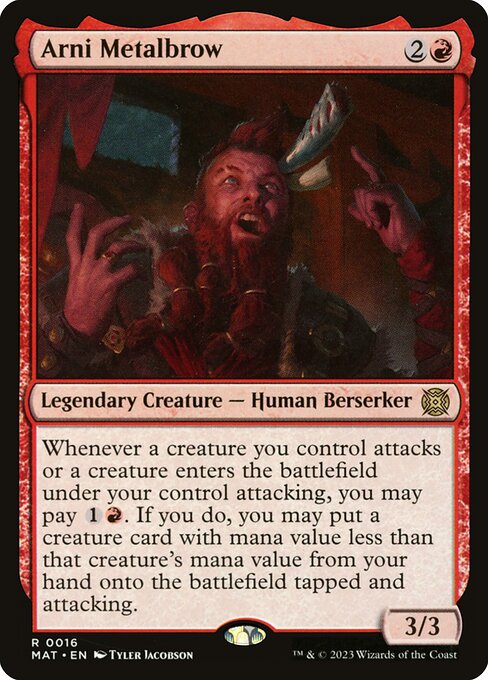 Arni Metalbrow 2
Legendary Creature — Human Berserker
Whenever a creature you control attacks
or a creature enters the battlefield
under your control attacking, you may
pay 1. If you do, you may put a
creature card with mana value less than
that creature's mana value from your
hand onto the battlefield tapped and
attacking.
3/3
R 0016
MAT • EN Tyler Jacobson
™ & © 2023 Wizards of the Coast